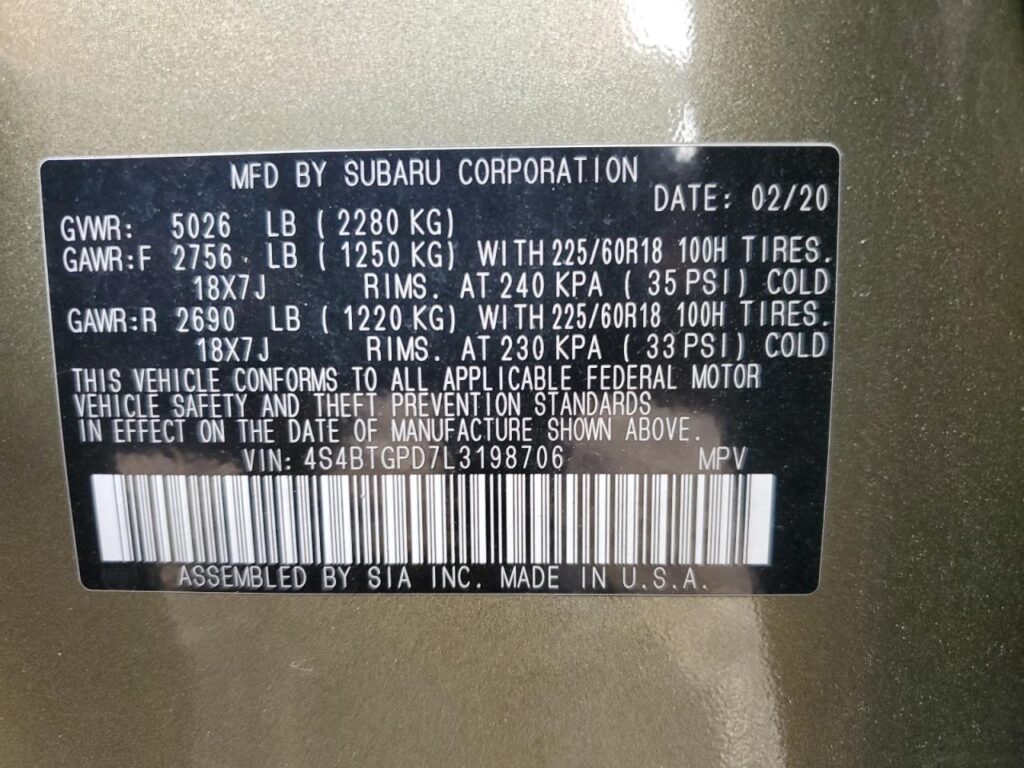 MFD BY SUBARU CORPORATION
DATE: 02/20
GVWR: 5026 LB (2280 KG)
GAWR:F 2756 LB (1250 KG) WITH 225/60R18 100H TIRES.
18X7J RIMS. AT 240 KPA (35 PSI) COLD
GAWR:R 2690 LB (1220 KG) WITH 225/60R18 100H TIRES.
18X7J RIMS. AT 230 KPA (33 PSI) COLD
THIS VEHICLE CONFORMS TO ALL APPLICABLE FEDERAL MOTOR
VEHICLE SAFETY AND THEFT PREVENTION STANDARDS
IN EFFECT ON THE DATE OF MANUFACTURE SHOWN ABOVE.
VIN: 4S4BTGPD7L3198706 MPV
ASSEMBLED BY SIA INC. MADE IN U.S.A.